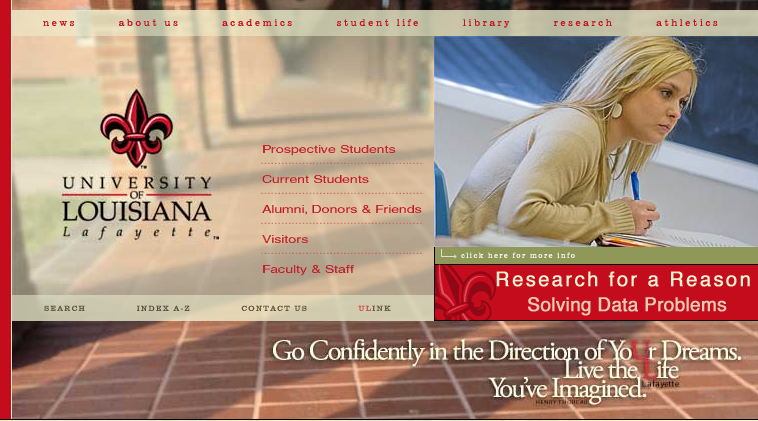 news about us academics student life library research athletics
UNIVERSITY
OF
LOUISIANA
Lafayette™
Prospective Students
Current Students
Alumni, Donors & Friends
Visitors
Faculty & Staff
click here for more info
Research for a Reason
Solving Data Problems
SEARCH INDEX A-Z CONTACT US ULINK
Go Confidently in the Direction of YoUr Dreams.
Live the Life
Lafayette
You've Imagined.
HENRY THOREAU